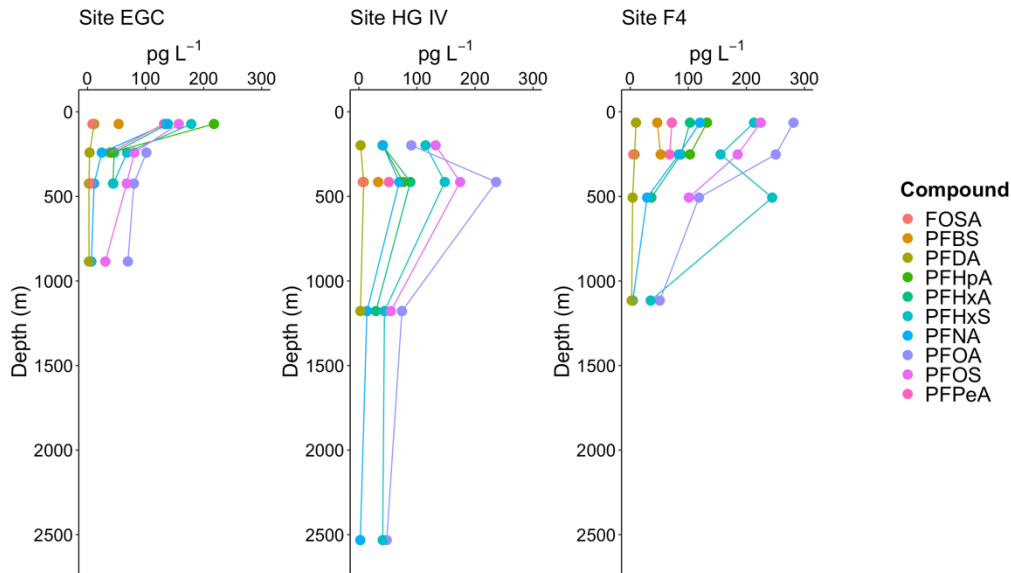 Site EGC
pg L⁻¹
0 100 200 300
0
500
1000
1500
2000
2500
Depth (m)
Site HG IV
pg L⁻¹
0 100 200 300
0
500
1000
1500
2000
2500
Depth (m)
Site F4
pg L⁻¹
0 100 200 300
0
500
1000
1500
2000
2500
Depth (m)
Compound
FOSA
PFBS
PFDA
PFHpA
PFHxA
PFHxS
PFNA
PFOA
PFOS
PFPeA